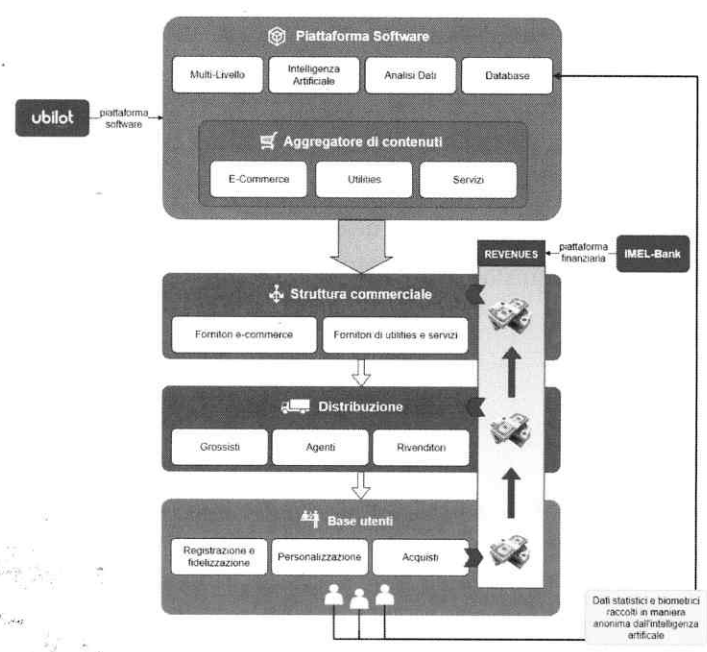 Piattaforma Software
Multi-Livello
Intelligenza
Artificiale
Analisi Dati
Database
ubilot
piattaforma
software
Aggregatore di contenuti
E-Commerce
Utilities
Servizi
REVENUES
piattaforma
finanziaria
IMEL-Bank
Struttura commerciale
Fornitori e-commerce
Fornitori di utilities e servizi
Distribuzione
Grossisti
Agenti
Rivenditori
Base utenti
Registrazione e
fidelizzazione
Personalizzazione
Acquisti
Dati statistici e biometrici
raccolti in maniera
anonima dall'intelligenza
artificale